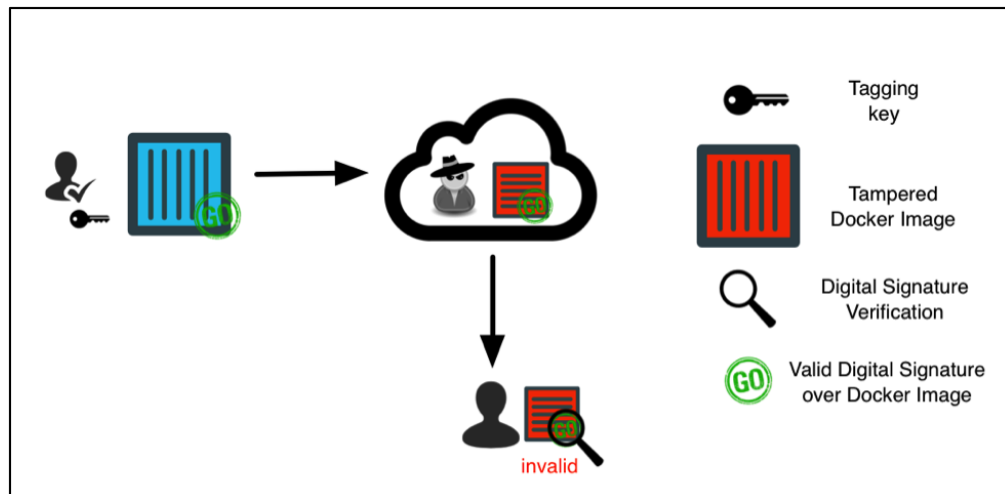 GO
GO
GO
invalid
Tagging
key
Tampered
Docker Image
Digital Signature
Verification
GO
Valid Digital Signature
over Docker Image